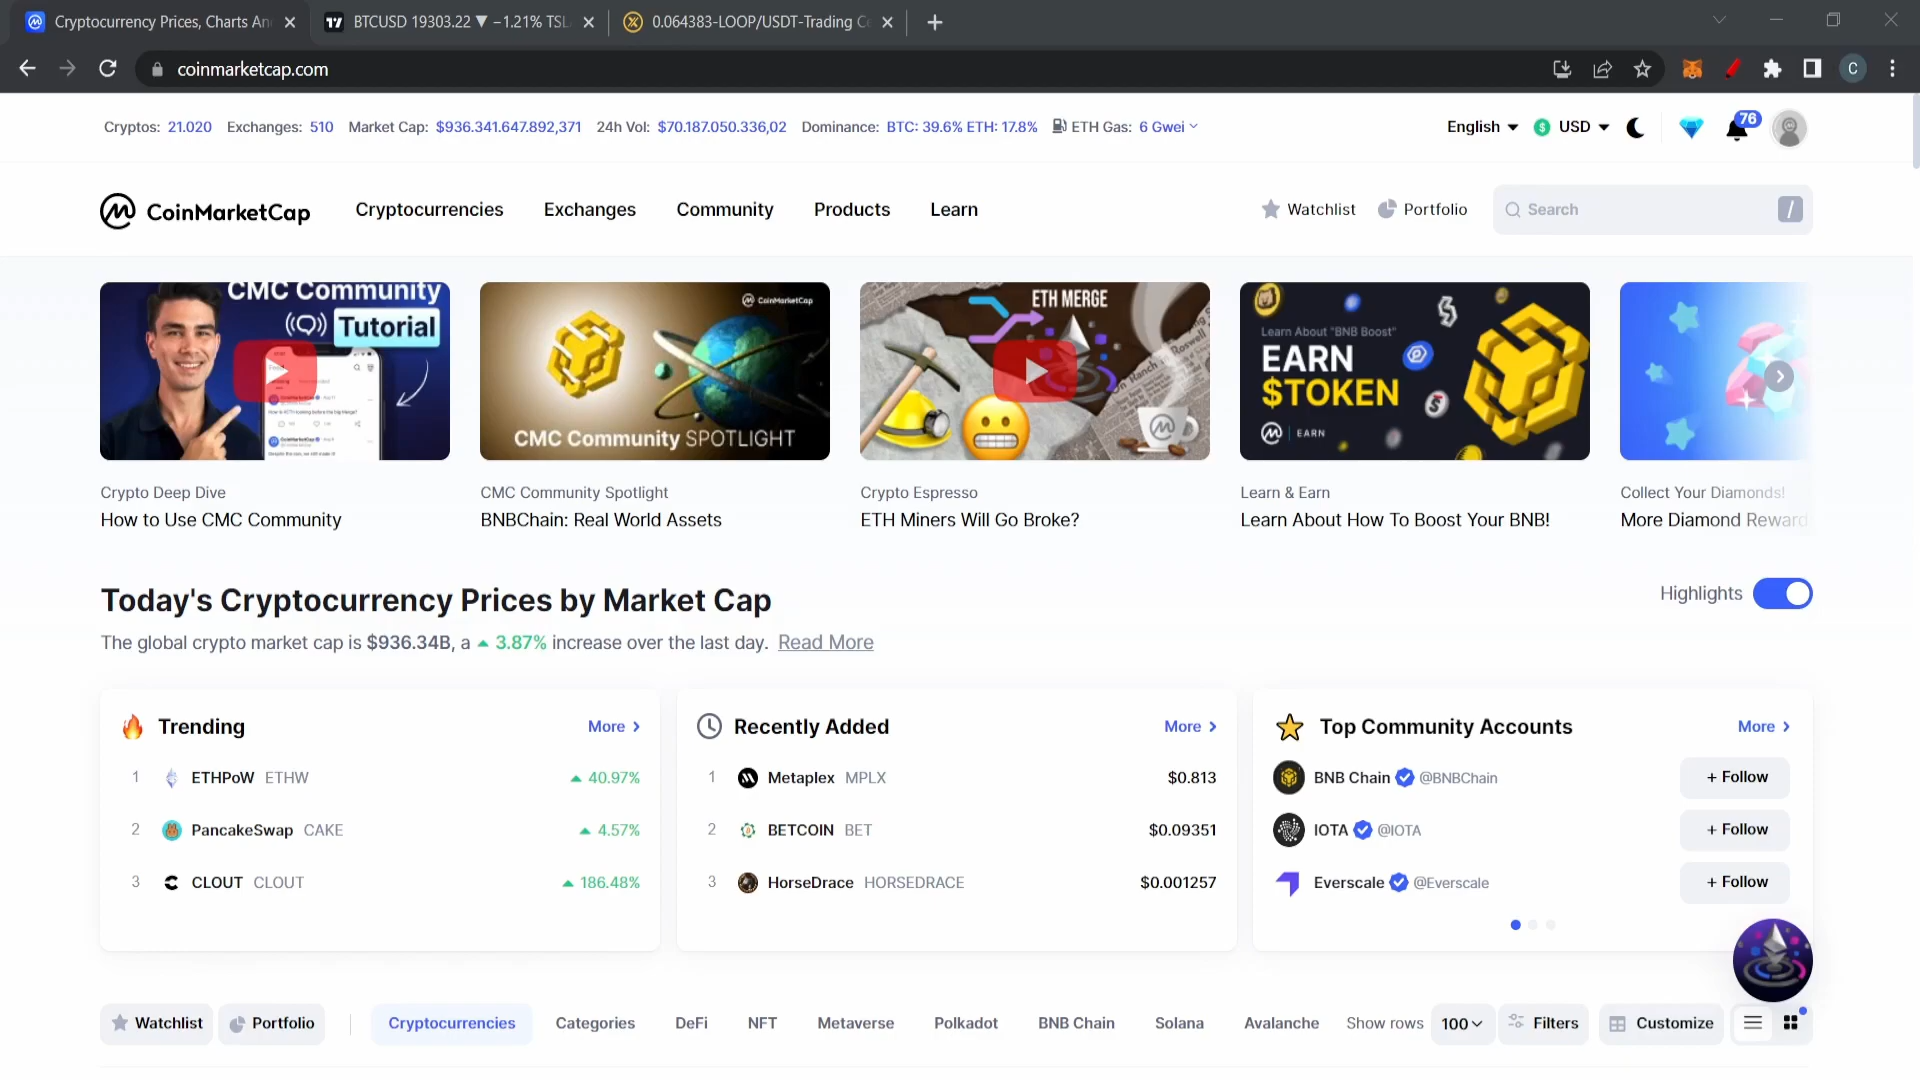 Cryptocurrency Prices, Charts An
BTCUSD 19303.22 ▼ −1.21% TSL
0.064383-LOOP/USDT-Trading Ce
coinmarketcap.com
C
Cryptos: 21.020 Exchanges: 510 Market Cap: $936.341.647.892,371 24h Vol: $70.187.050.336,02 Dominance: BTC: 39.6% ETH: 17.8% ETH Gas: 6 Gwei
English $ USD 76
CoinMarketCap Cryptocurrencies Exchanges Community Products Learn
Watchlist Portfolio Search /
CMC Community
Tutorial
CoinMarketCap
CMC Community SPOTLIGHT
ETH MERGE
Learn About "BNB Boost"
EARN
$TOKEN
EARN
Crypto Deep Dive
How to Use CMC Community
CMC Community Spotlight
BNBChain: Real World Assets
Crypto Espresso
ETH Miners Will Go Broke?
Learn & Earn
Learn About How To Boost Your BNB!
Collect Your Diamonds!
More Diamond Reward
Today's Cryptocurrency Prices by Market Cap
Highlights
The global crypto market cap is $936.34B, a ▲ 3.87% increase over the last day. Read More
Trending More >
1 ETHPoW ETHW ▲ 40.97%
2 PancakeSwap CAKE ▲ 4.57%
3 CLOUT CLOUT ▲ 186.48%
Recently Added More >
1 Metaplex MPLX $0.813
2 BETCOIN BET $0.09351
3 HorseDrace HORSEDRACE $0.001257
Top Community Accounts More >
BNB Chain @BNBChain + Follow
IOTA @IOTA + Follow
Everscale @Everscale + Follow
Watchlist Portfolio Cryptocurrencies Categories DeFi NFT Metaverse Polkadot BNB Chain Solana Avalanche Show rows 100 Filters Customize